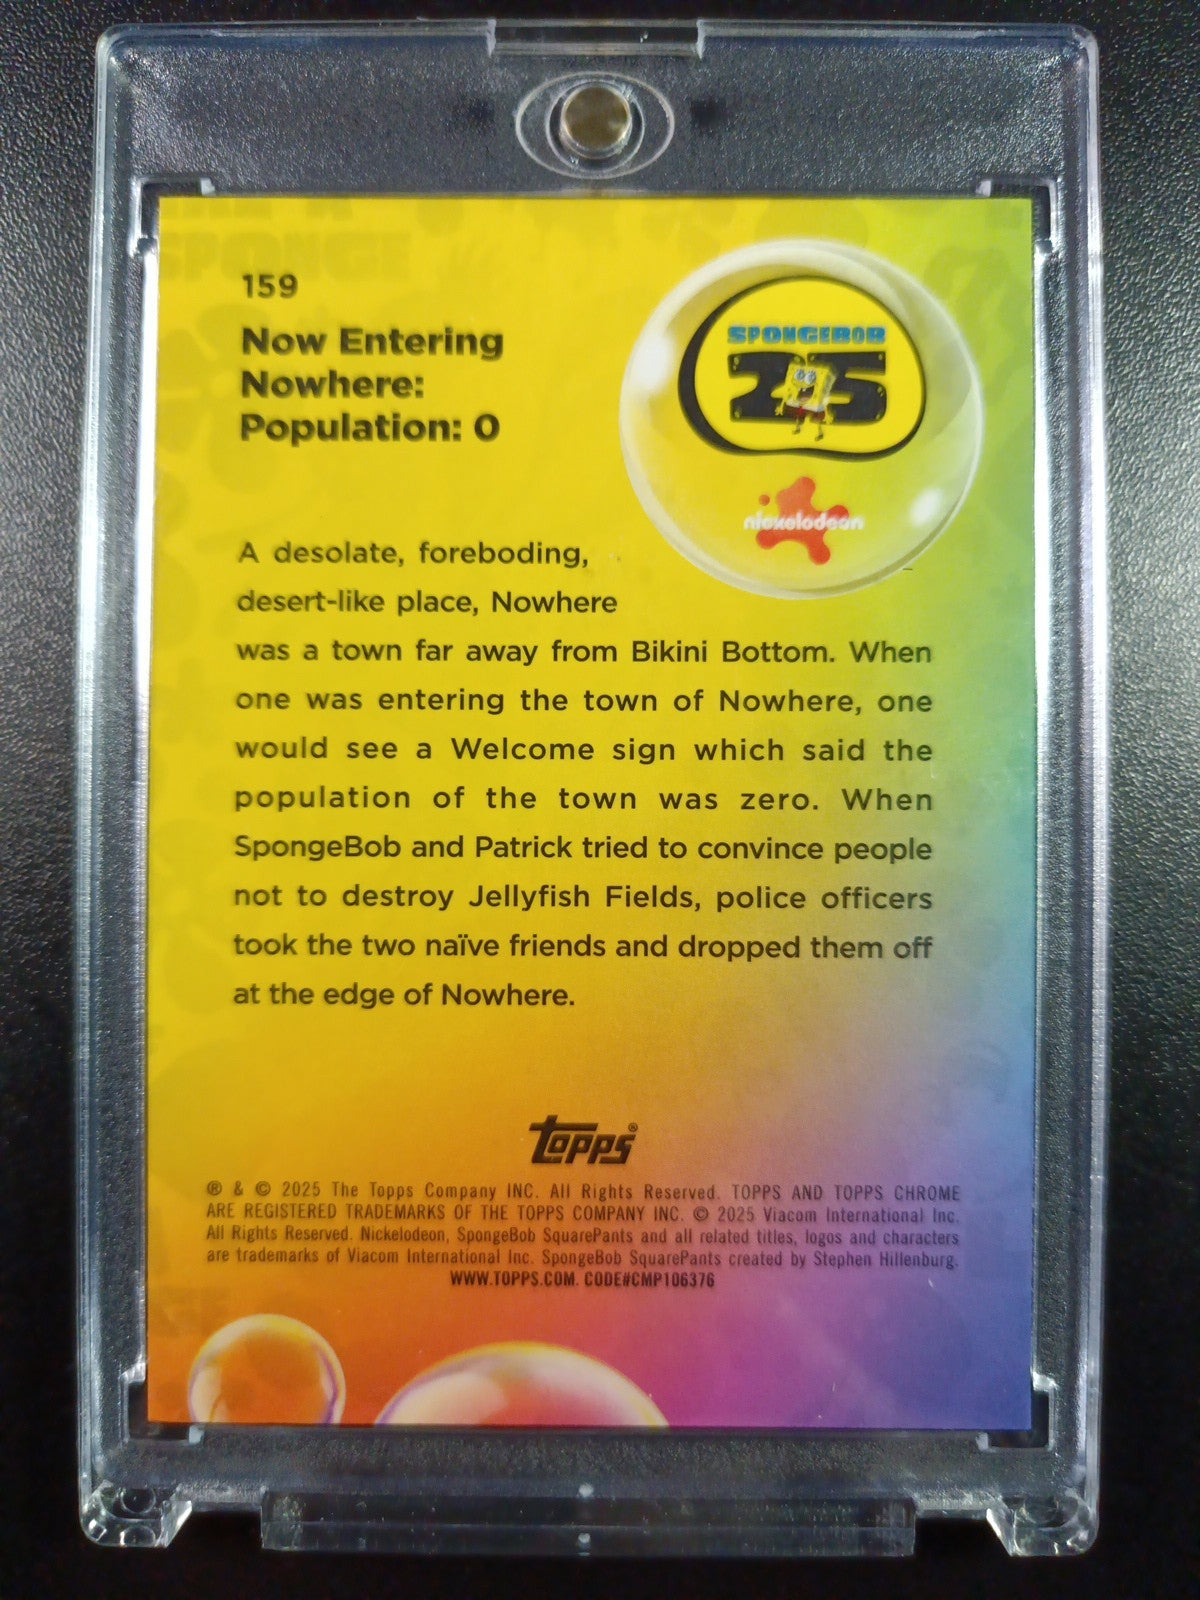 159
Now Entering
Nowhere:
Population: 0
SPONGEBOB
25
nickelodeon
A desolate, foreboding,
desert-like place, Nowhere
was a town far away from Bikini Bottom. When
one was entering the town of Nowhere, one
would see a Welcome sign which said the
population of the town was zero. When
SpongeBob and Patrick tried to convince people
not to destroy Jellyfish Fields, police officers
took the two naïve friends and dropped them off
at the edge of Nowhere.
topps®
® & © 2025 The Topps Company INC. All Rights Reserved. TOPPS AND TOPPS CHROME
ARE REGISTERED TRADEMARKS OF THE TOPPS COMPANY INC. © 2025 Viacom International Inc.
All Rights Reserved. Nickelodeon, SpongeBob SquarePants and all related titles, logos and characters
are trademarks of Viacom International Inc. SpongeBob SquarePants created by Stephen Hillenburg.
WWW.TOPPS.COM. CODE#CMP106376